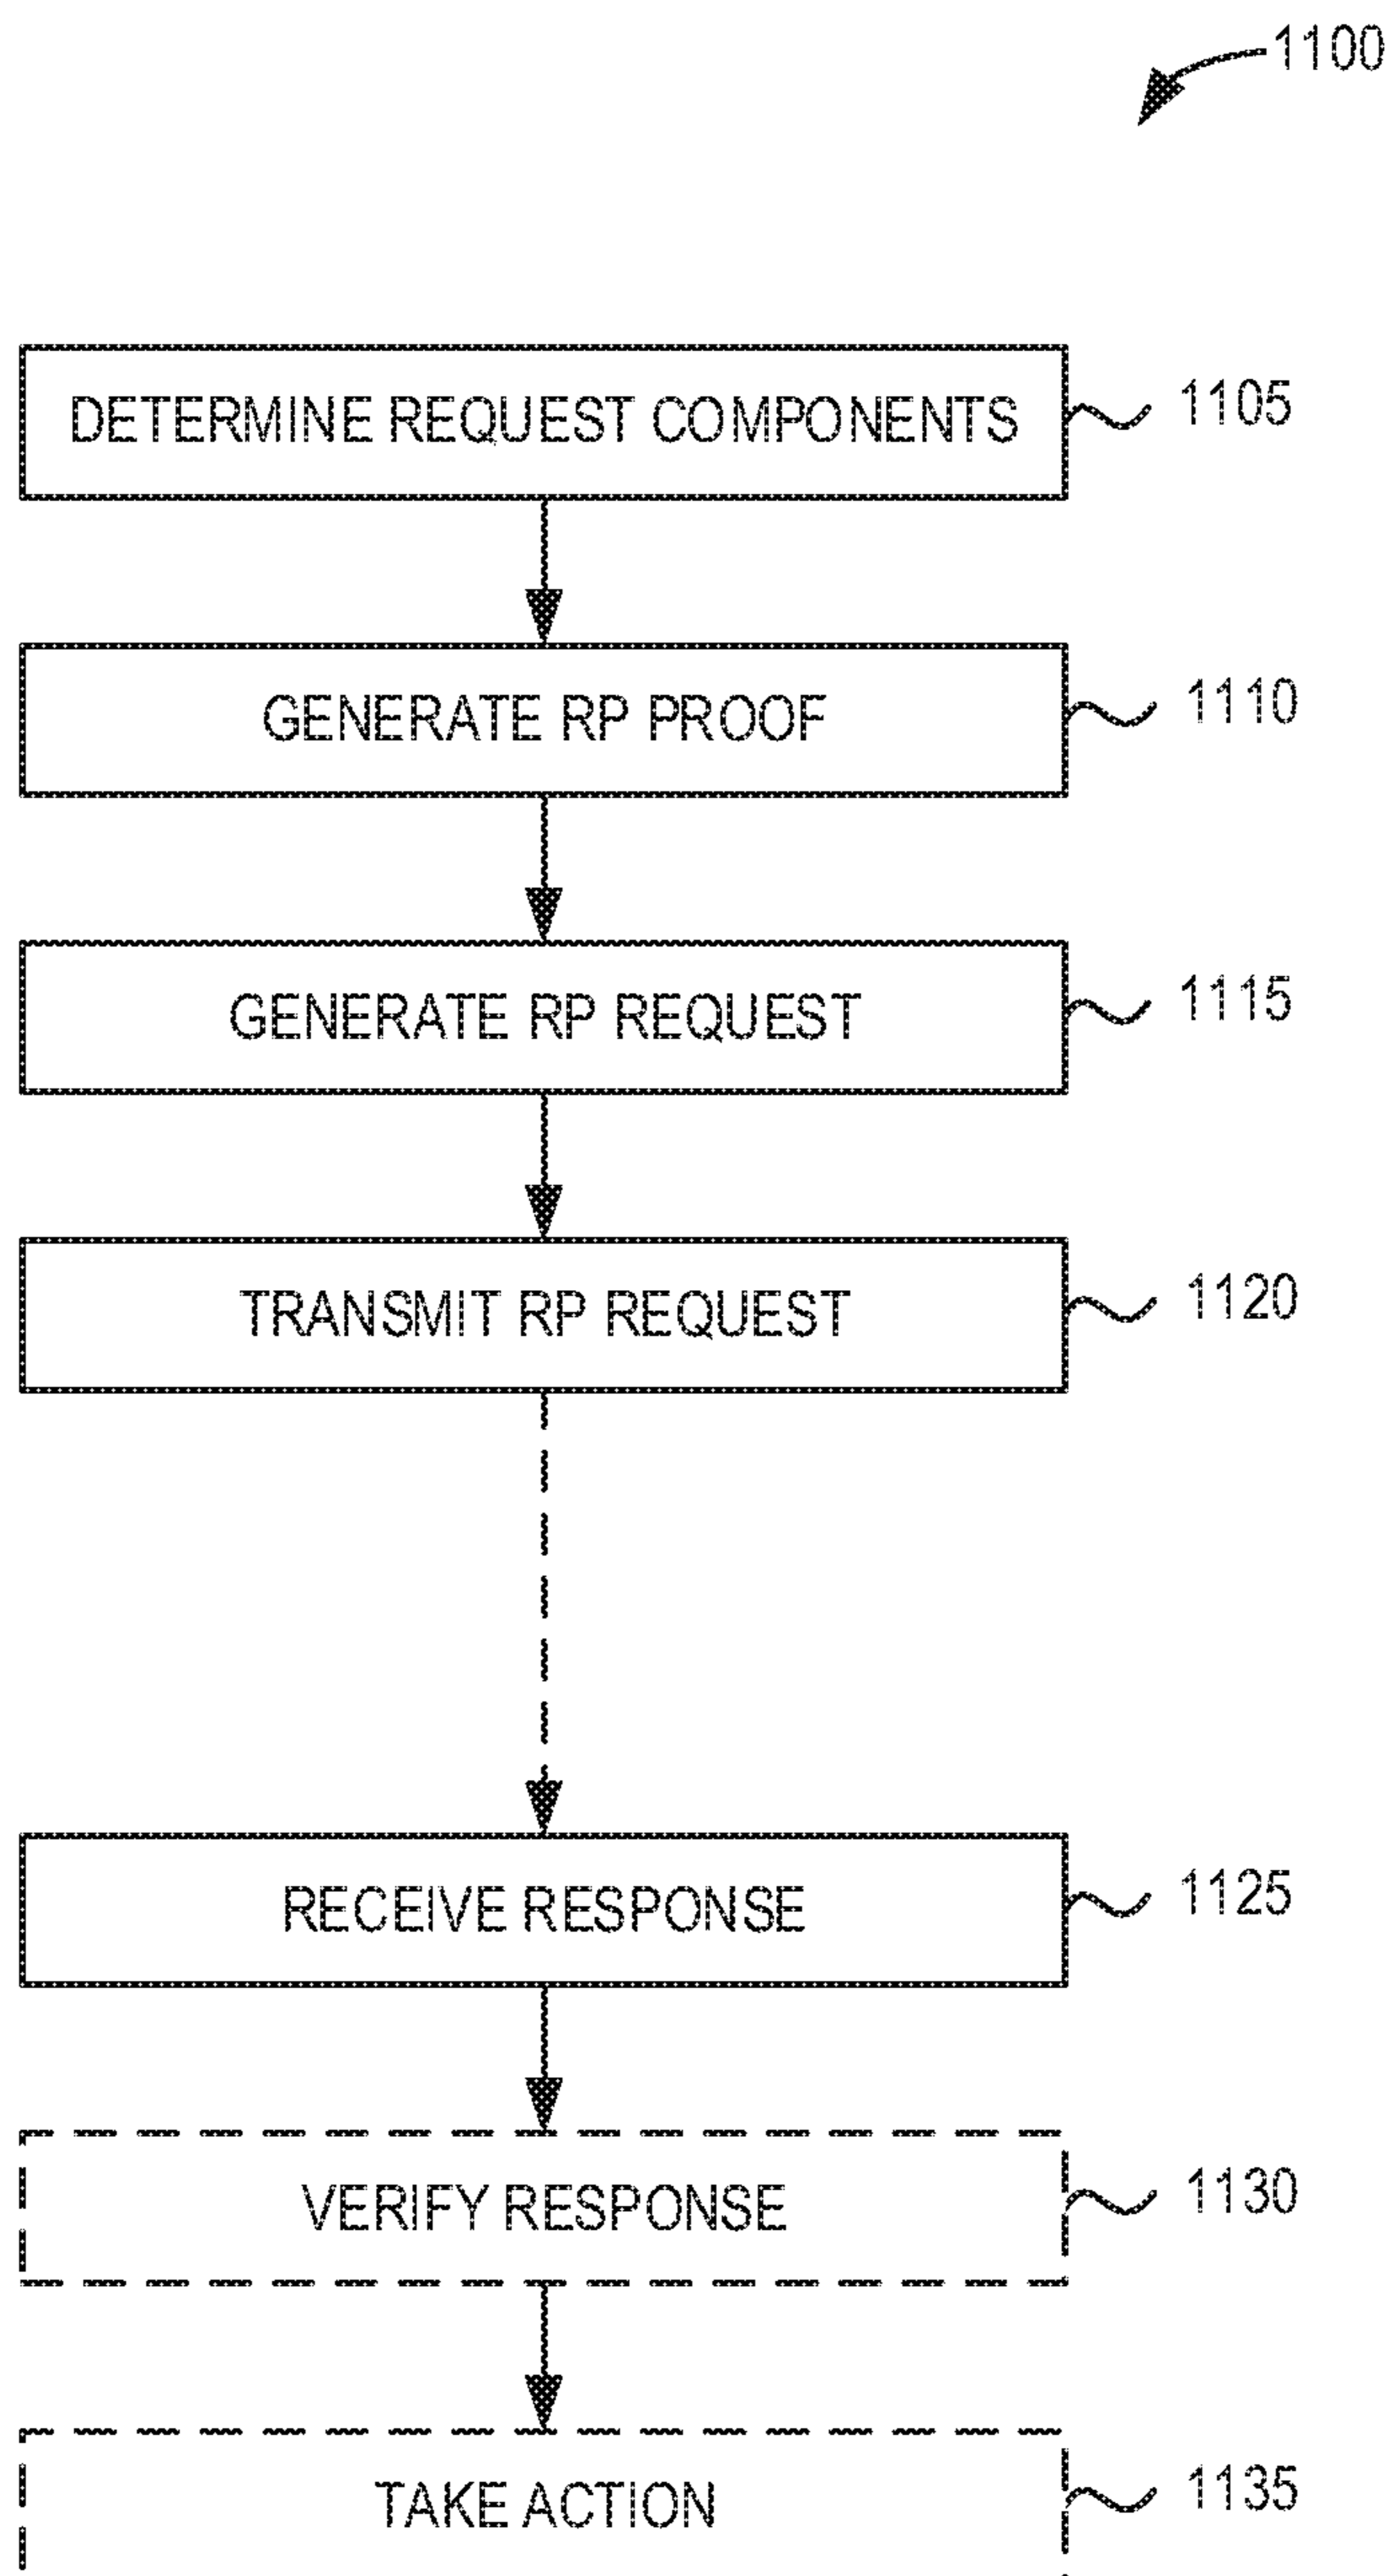 1100
DETERMINE REQUEST COMPONENTS 1105
GENERATE RP PROOF 1110
GENERATE RP REQUEST 1115
TRANSMIT RP REQUEST 1120
RECEIVE RESPONSE 1125
VERIFY RESPONSE 1130
TAKE ACTION 1135